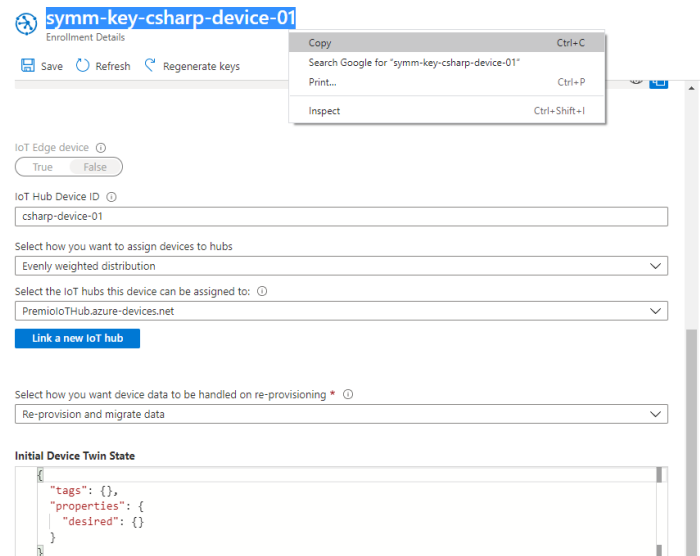 symm-key-csharp-device-01
Enrollment Details
Save Refresh Regenerate keys
Copy Ctrl+C
Search Google for "symm-key-csharp-device-01"
Print... Ctrl+P
Inspect Ctrl+Shift+I
IoT Edge device
True False
IoT Hub Device ID
csharp-device-01
Select how you want to assign devices to hubs
Evenly weighted distribution
Select the IoT hubs this device can be assigned to:
PremioIoTHub.azure-devices.net
Link a new IoT hub
Select how you want device data to be handled on re-provisioning *
Re-provision and migrate data
Initial Device Twin State
{
"tags": {},
"properties": {
"desired": {}
}
}